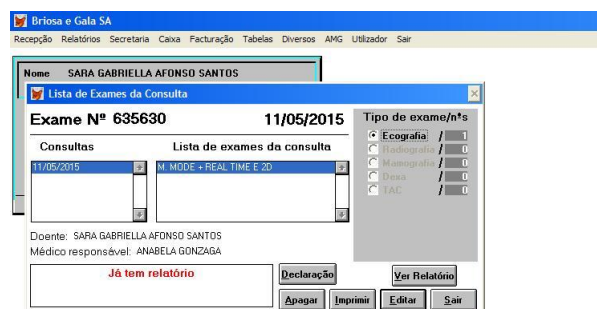 Briosa e Gala SA
Recepção Relatórios Secretaria Caixa Facturação Tabelas Diversos AMG Utilizador Sair
Nome SARA GABRIELLA AFONSO SANTOS
Lista de Exames da Consulta
Exame Nº 635630 11/05/2015
Tipo de exame/nºs
Consultas Lista de exames da consulta
Ecografia / 1
Radiografia / 0
Mamografia / 0
Dexa / 0
TAC / 0
11/05/2015 M. MODE + REAL TIME E 2D
Doente: SARA GABRIELLA AFONSO SANTOS
Médico responsável: ANABELA GONZAGA
Já tem relatório
Declaração Ver Relatório
Apagar Imprimir Editar Sair